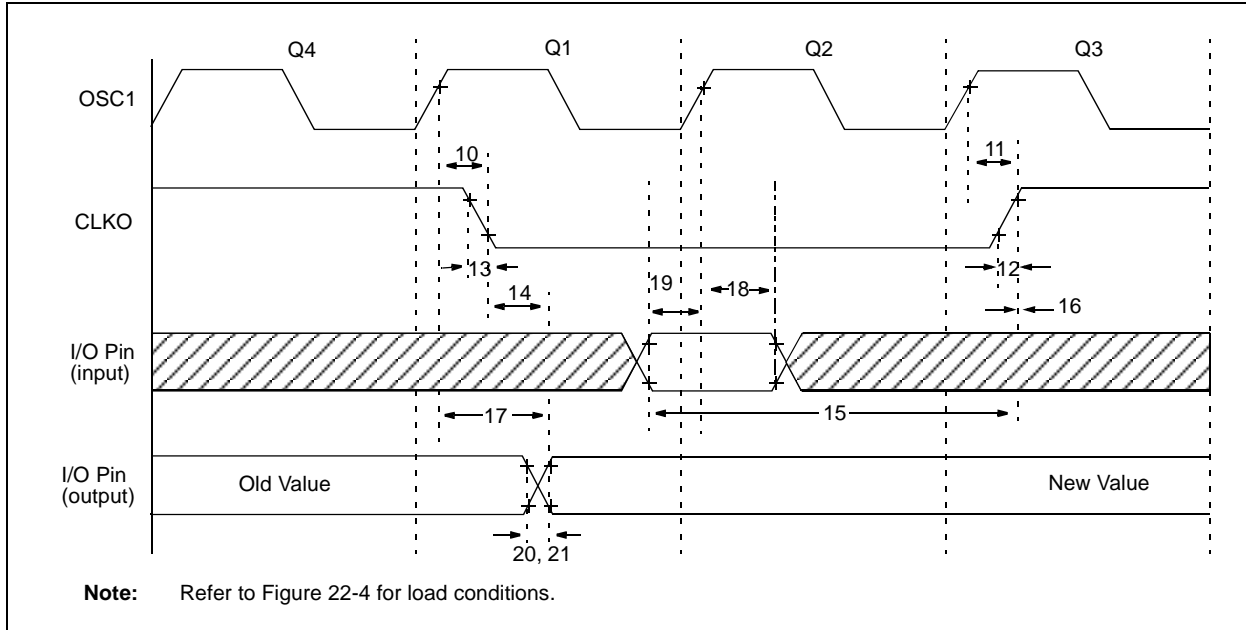 Q4 Q1 Q2 Q3
OSC1
10 11
CLKO
13 12
14 19 18 16
I/O Pin
(input)
17 15
I/O Pin
(output)
Old Value New Value
20, 21
Note: Refer to Figure 22-4 for load conditions.